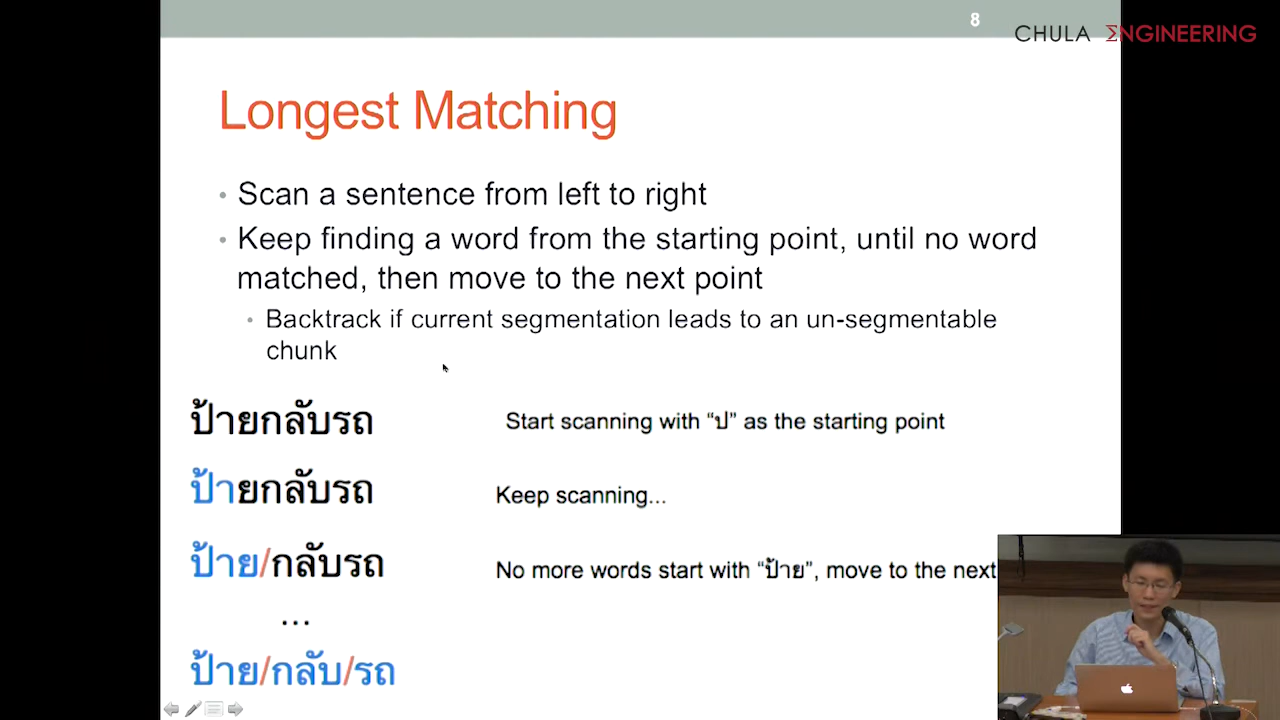 8
CHULA ΣNGINEERING
Longest Matching
• Scan a sentence from left to right
• Keep finding a word from the starting point, until no word
matched, then move to the next point
• Backtrack if current segmentation leads to an un-segmentable
chunk
ป้ายกลับรถ
Start scanning with “ป” as the starting point
ป้ายกลับรถ
Keep scanning...
ป้าย/กลับรถ
No more words start with “ป้าย”, move to the next
...
ป้าย/กลับ/รถ